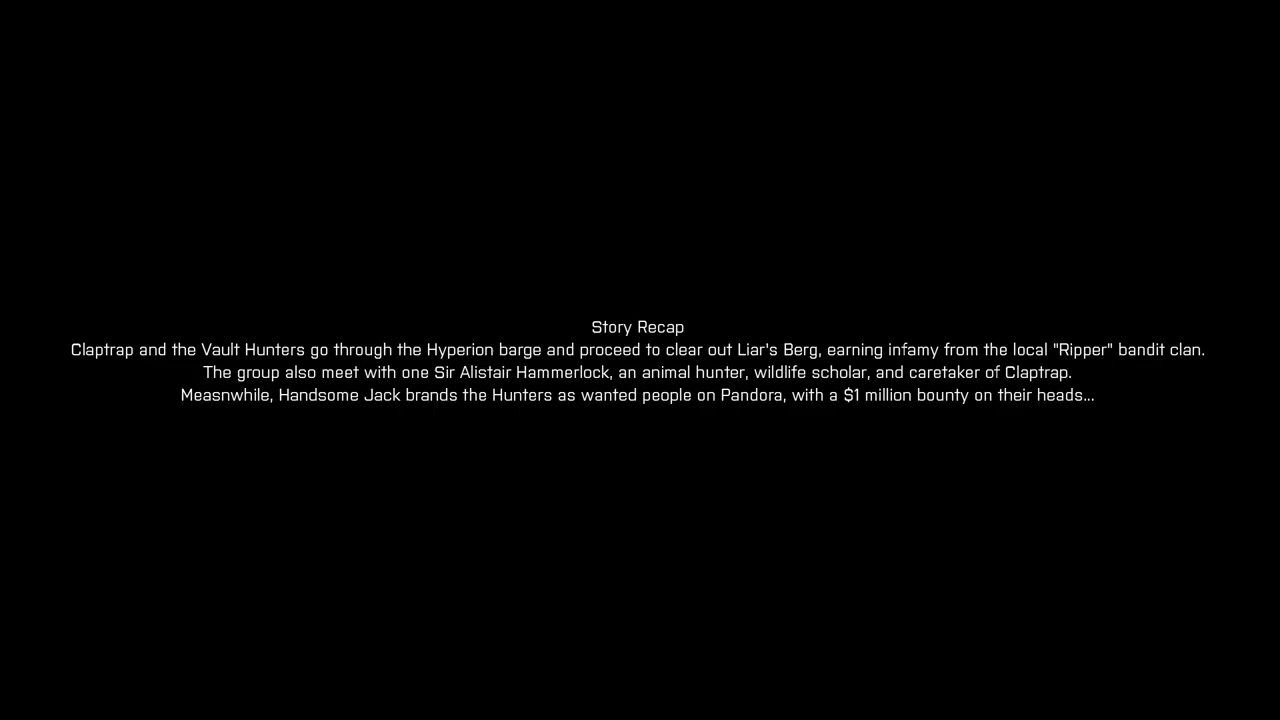 Story Recap
Claptrap and the Vault Hunters go through the Hyperion barge and proceed to clear out Liar's Berg, earning infamy from the local "Ripper" bandit clan.
The group also meet with one Sir Alistair Hammerlock, an animal hunter, wildlife scholar, and caretaker of Claptrap.
Measnwhile, Handsome Jack brands the Hunters as wanted people on Pandora, with a $1 million bounty on their heads...